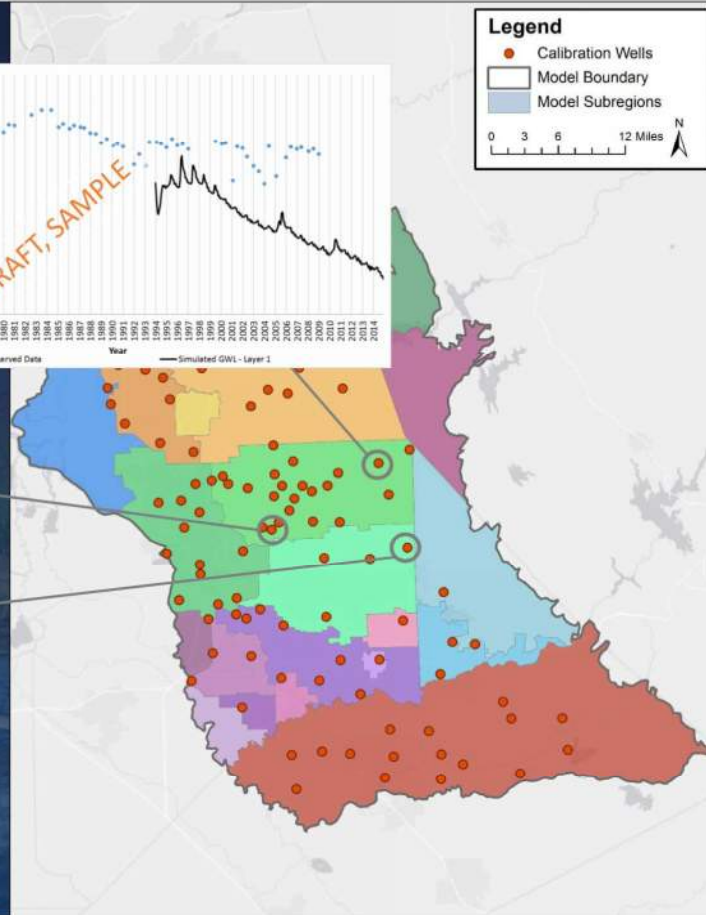 Legend
Calibration Wells
Model Boundary
Model Subregions
0 3 6 12 Miles
N
RAFT, SAMPLE
1980 1981 1982 1983 1984 1985 1986 1987 1988 1989 1990 1991 1992 1993 1994 1995 1996 1997 1998 1999 2000 2001 2002 2003 2004 2005 2006 2007 2008 2009 2010 2011 2012 2013 2014
Year
erved Data
Simulated GWL - Layer 1